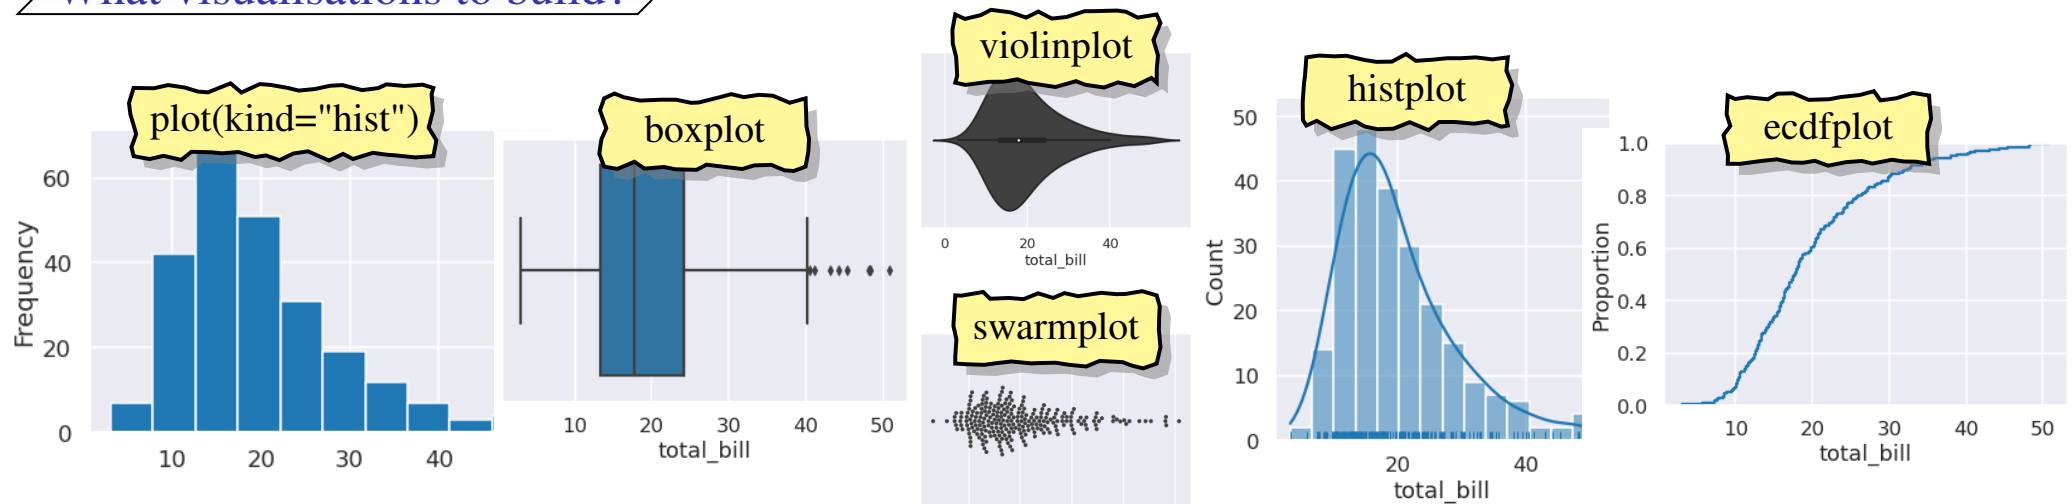 What visualisations to build?
plot(kind="hist")
Frequency
60
40
20
0
10 20 30 40
boxplot
10 20 30 40 50
total_bill
violinplot
0 20 40
total_bill
swarmplot
histplot
Count
50
40
30
20
10
0
20 40
total_bill
ecdfplot
Proportion
1.0
0.8
0.6
0.4
0.2
0.0
10 20 30 40 50
total_bill